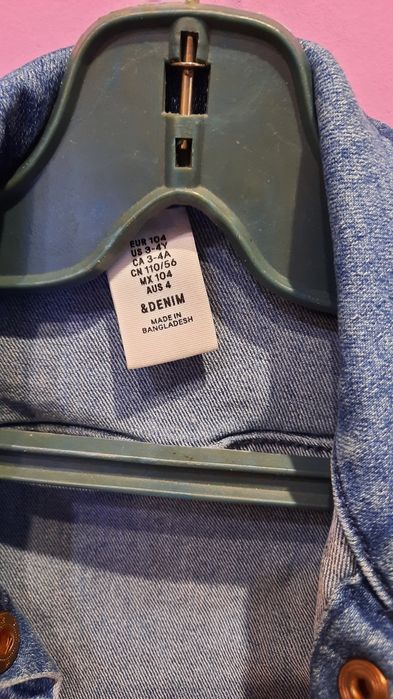 EUR 104
US 3-4Y
CA 3-4A
CN 110/56
MX 104
AUS 4
&DENIM
MADE IN
BANGLADESH